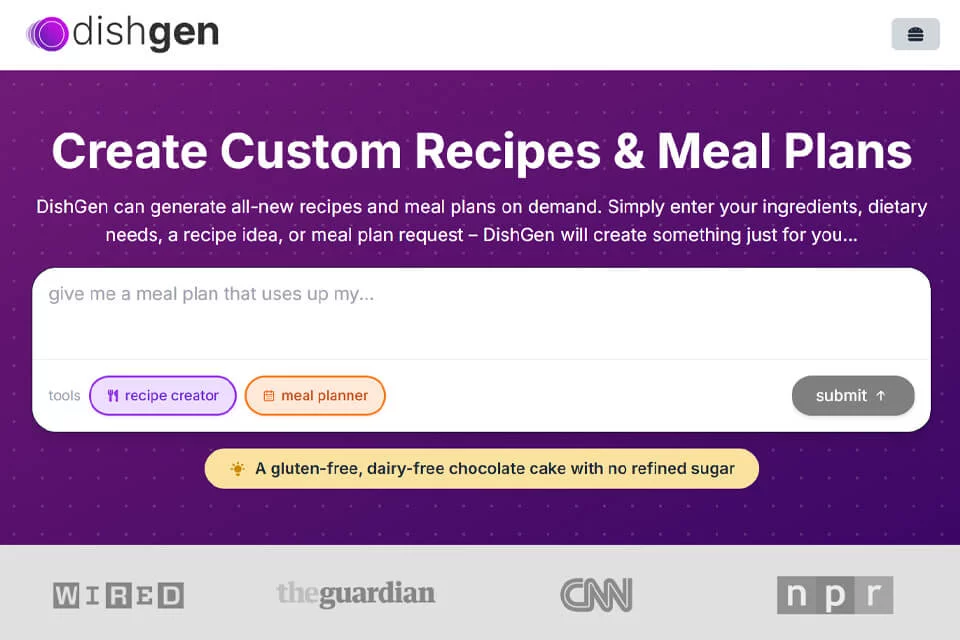 dishgen
Create Custom Recipes & Meal Plans
DishGen can generate all-new recipes and meal plans on demand. Simply enter your ingredients, dietary
needs, a recipe idea, or meal plan request – DishGen will create something just for you...
give me a meal plan that uses up my...
tools recipe creator meal planner submit ↑
A gluten-free, dairy-free chocolate cake with no refined sugar
WIRED theguardian CNN npr